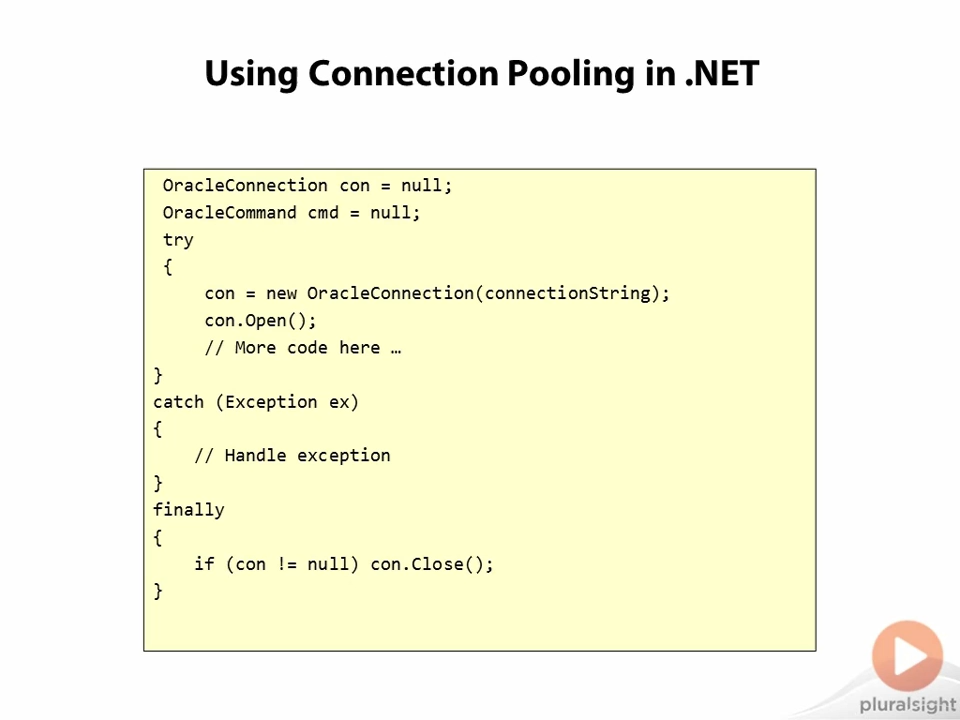 Using Connection Pooling in .NET
OracleConnection con = null;
OracleCommand cmd = null;
try
{
con = new OracleConnection(connectionString);
con.Open();
// More code here …
}
catch (Exception ex)
{
// Handle exception
}
finally
{
if (con != null) con.Close();
}
pluralsight